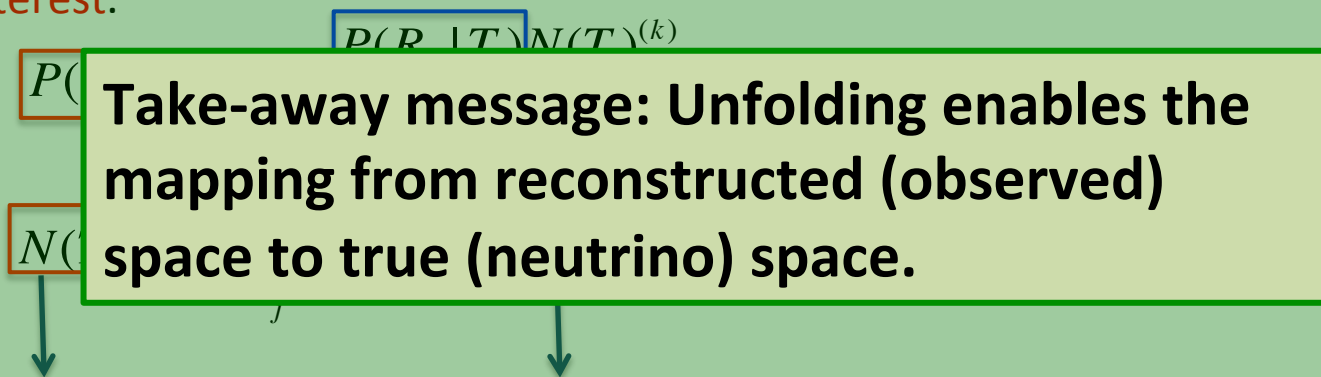 P(R | T)N(T)^(k)
P(
Take-away message: Unfolding enables the
mapping from reconstructed (observed)
N(
space to true (neutrino) space.
j